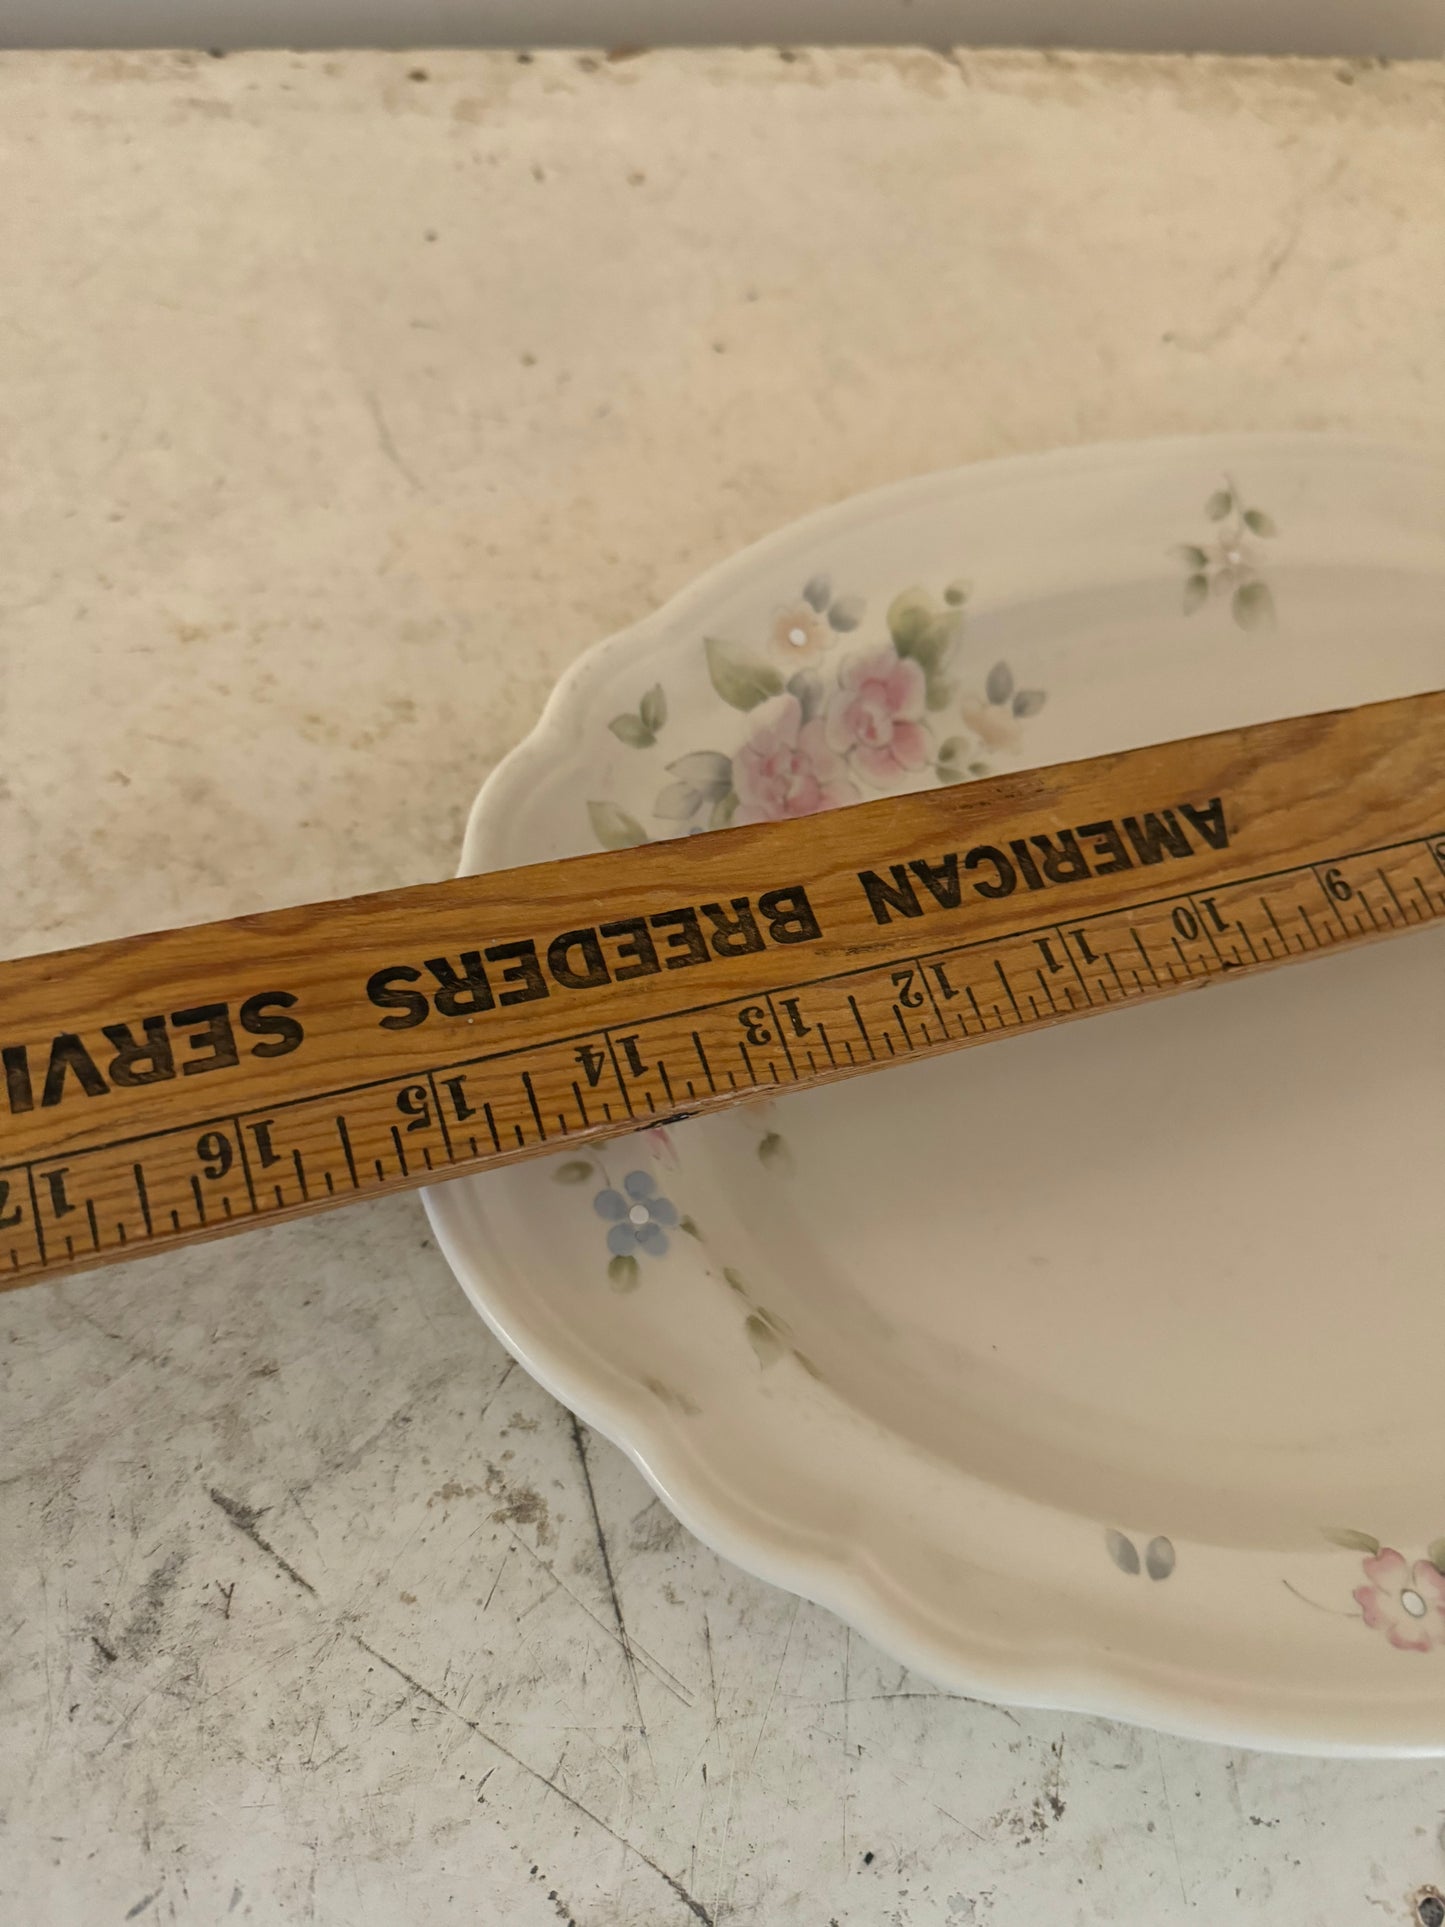 AMERICAN BREEDERS SERVI
9 10 11 12 13 14 15 16 17